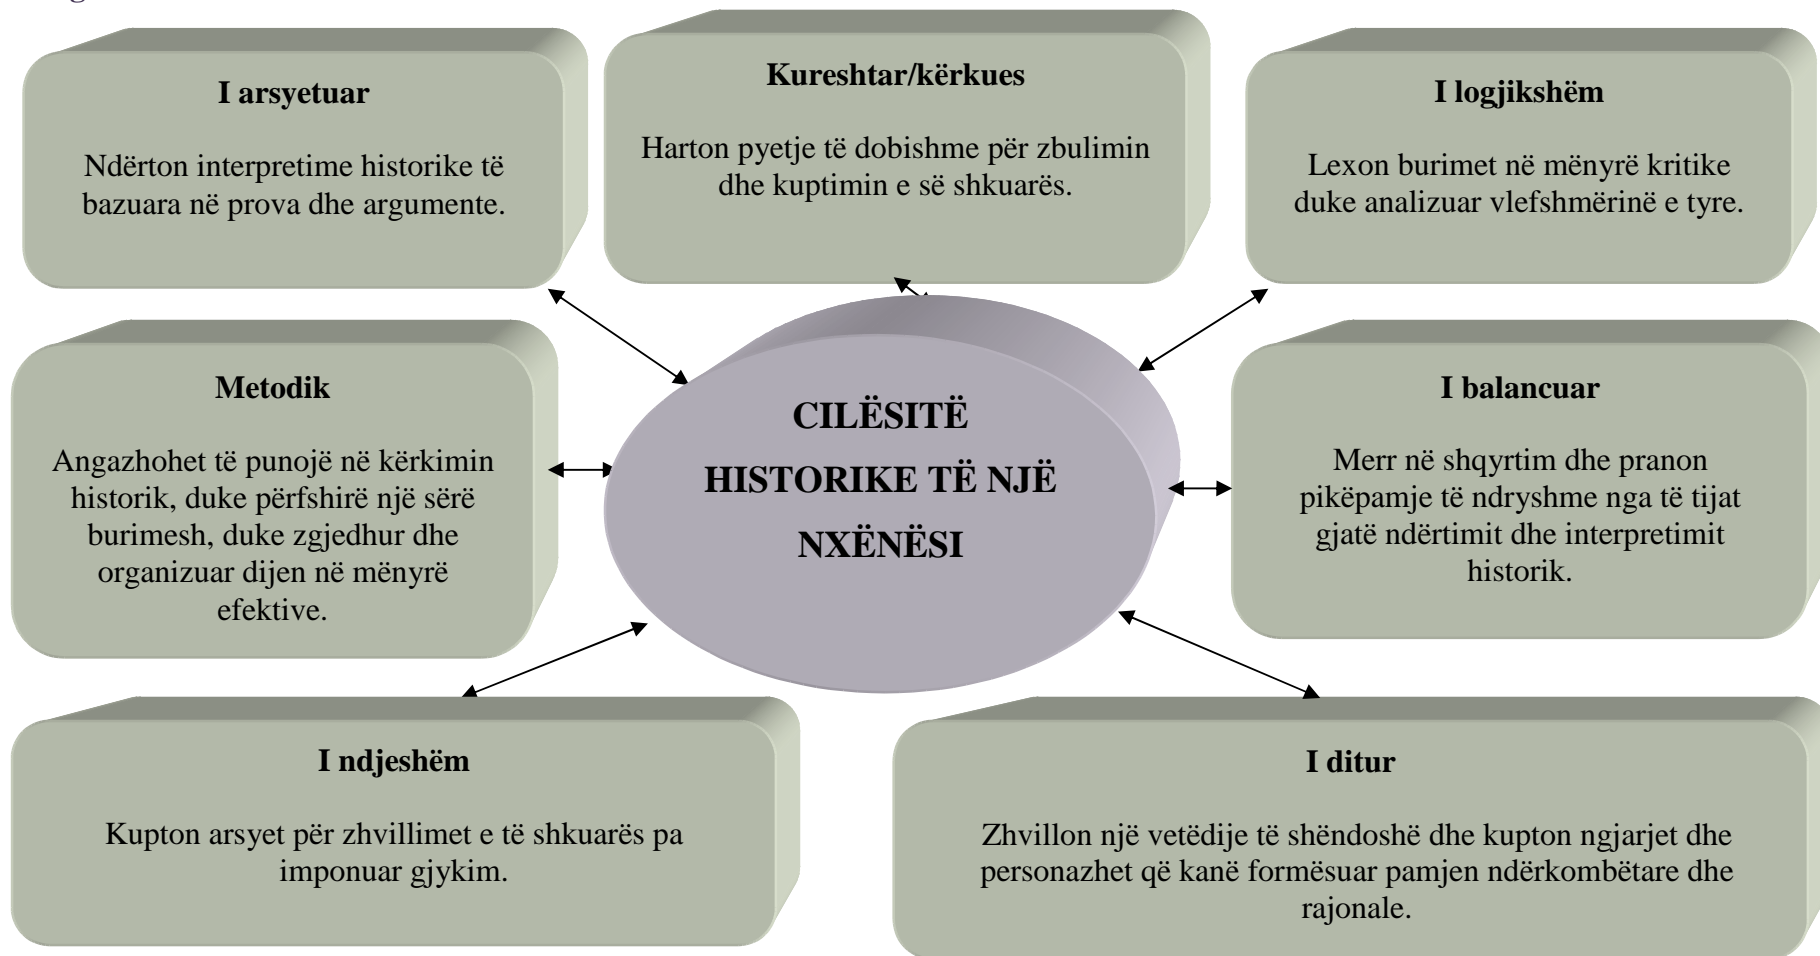 I arsyetuar
Ndërton interpretime historike të
bazuara në prova dhe argumente.
Kureshtar/kërkues
Harton pyetje të dobishme për zbulimin
dhe kuptimin e së shkuarës.
I logjikshëm
Lexon burimet në mënyrë kritike
duke analizuar vlefshmërinë e tyre.
Metodik
Angazhohet të punojë në kërkimin
historik, duke përfshirë një sërë
burimesh, duke zgjedhur dhe
organizuar dijen në mënyrë
efektive.
CILËSITË
HISTORIKE TË NJË
NXËNËSI
I balancuar
Merr në shqyrtim dhe pranon
pikëpamje të ndryshme nga të tijat
gjatë ndërtimit dhe interpretimit
historik.
I ndjeshëm
Kupton arsyet për zhvillimet e të shkuarës pa
imponuar gjykim.
I ditur
Zhvillon një vetëdije të shëndoshë dhe kupton ngjarjet dhe
personazhet që kanë formësuar pamjen ndërkombëtare dhe
rajonale.